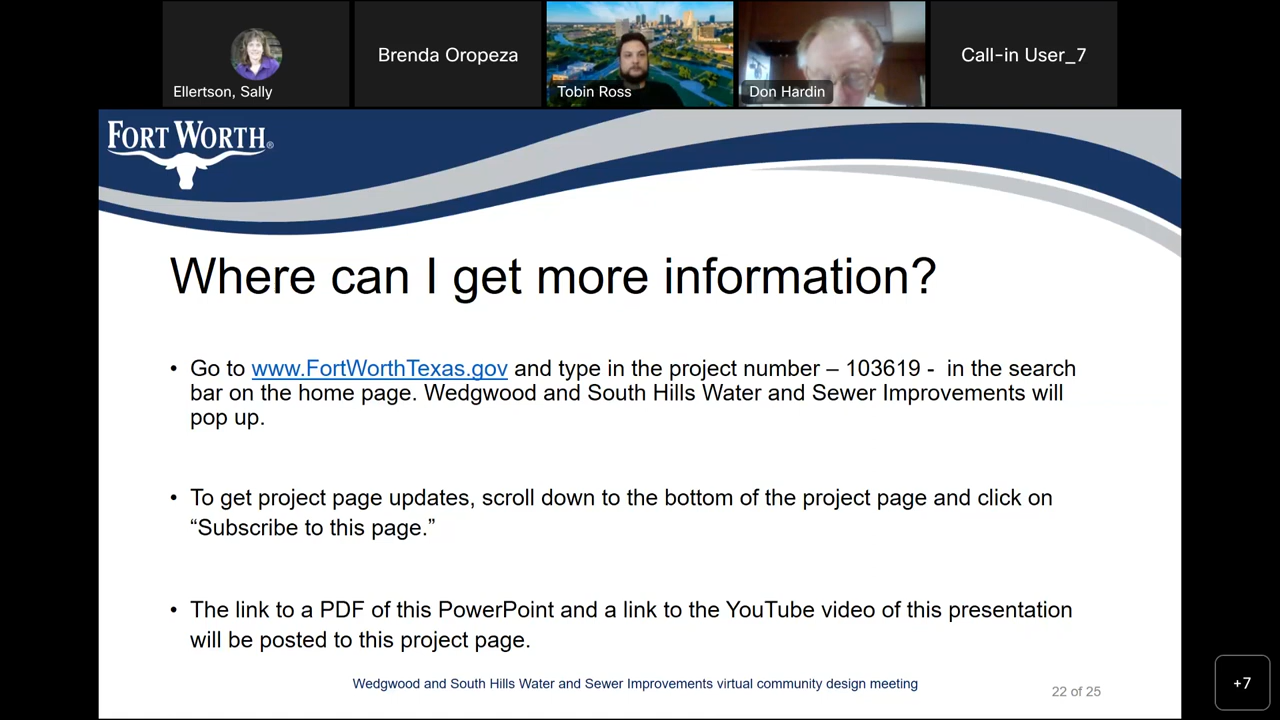 Ellertson, Sally
Brenda Oropeza
Tobin Ross
Don Hardin
Call-in User_7
FORT WORTH®
Where can I get more information?
• Go to www.FortWorthTexas.gov and type in the project number – 103619 - in the search
bar on the home page. Wedgwood and South Hills Water and Sewer Improvements will
pop up.
• To get project page updates, scroll down to the bottom of the project page and click on
“Subscribe to this page.”
• The link to a PDF of this PowerPoint and a link to the YouTube video of this presentation
will be posted to this project page.
Wedgwood and South Hills Water and Sewer Improvements virtual community design meeting
22 of 25
+7